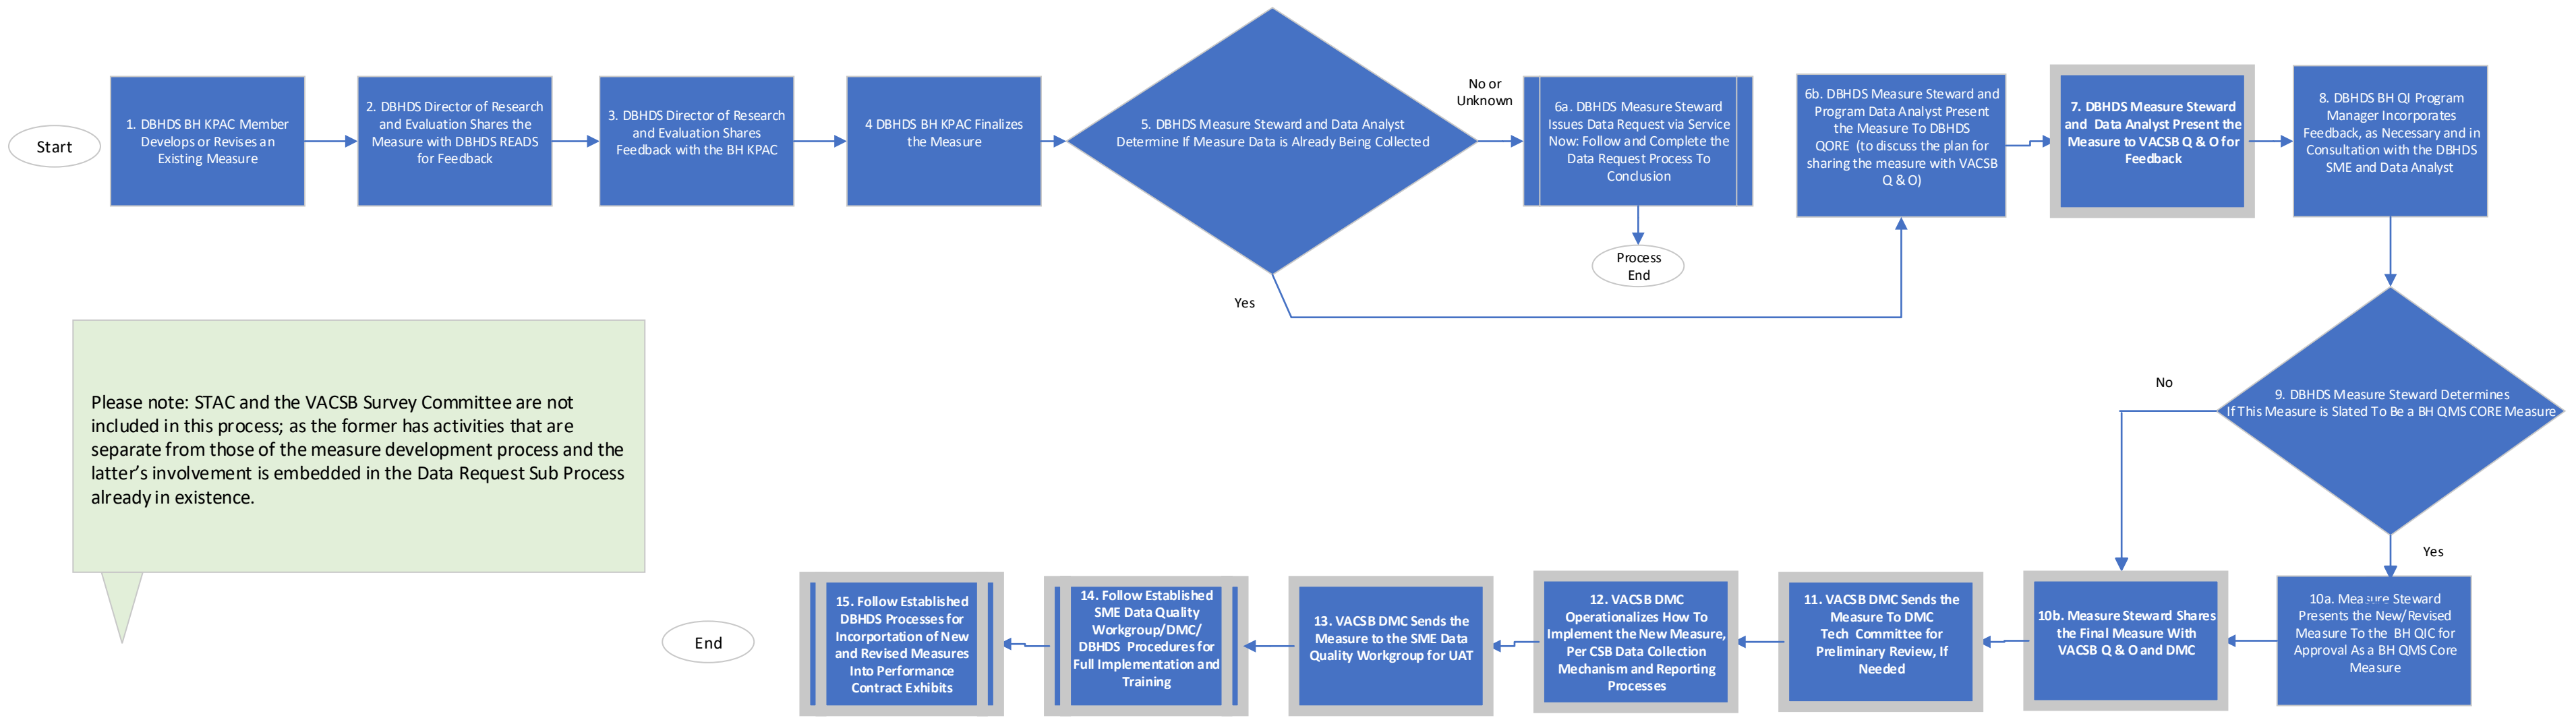 Start
1. DBHDS BH KPAC Member
Develops or Revises an
Existing Measure
2. DBHDS Director of Research
and Evaluation Shares the
Measure with DBHDS READS
for Feedback
3. DBHDS Director of Research
and Evaluation Shares
Feedback with the BH KPAC
4 DBHDS BH KPAC Finalizes
the Measure
5. DBHDS Measure Steward and Data Analyst
Determine If Measure Data is Already Being Collected
No or
Unknown
Yes
6a. DBHDS Measure Steward
Issues Data Request via Service
Now: Follow and Complete the
Data Request Process To
Conclusion
Process
End
6b. DBHDS Measure Steward and
Program Data Analyst Present
the Measure To DBHDS
QORE (to discuss the plan for
sharing the measure with VACSB
Q & O)
7. DBHDS Measure Steward
and Data Analyst Present the
Measure to VACSB Q & O for
Feedback
8. DBHDS BH QI Program
Manager Incorporates
Feedback, as Necessary and in
Consultation with the DBHDS
SME and Data Analyst
9. DBHDS Measure Steward Determines
If This Measure is Slated To Be a BH QMS CORE Measure
No
Yes
10a. Measure Steward
Presents the New/Revised
Measure To the BH QIC for
Approval As a BH QMS Core
Measure
10b. Measure Steward Shares
the Final Measure With
VACSB Q & O and DMC
11. VACSB DMC Sends the
Measure To DMC
Tech Committee for
Preliminary Review, If
Needed
12. VACSB DMC
Operationalizes How To
Implement the New Measure,
Per CSB Data Collection
Mechanism and Reporting
Processes
13. VACSB DMC Sends the
Measure to the SME Data
Quality Workgroup for UAT
14. Follow Established
SME Data Quality
Workgroup/DMC/
DBHDS Procedures for
Full Implementation and
Training
15. Follow Established
DBHDS Processes for
Incorportation of New
and Revised Measures
Into Performance
Contract Exhibits
End
Please note: STAC and the VACSB Survey Committee are not
included in this process; as the former has activities that are
separate from those of the measure development process and the
latter’s involvement is embedded in the Data Request Sub Process
already in existence.